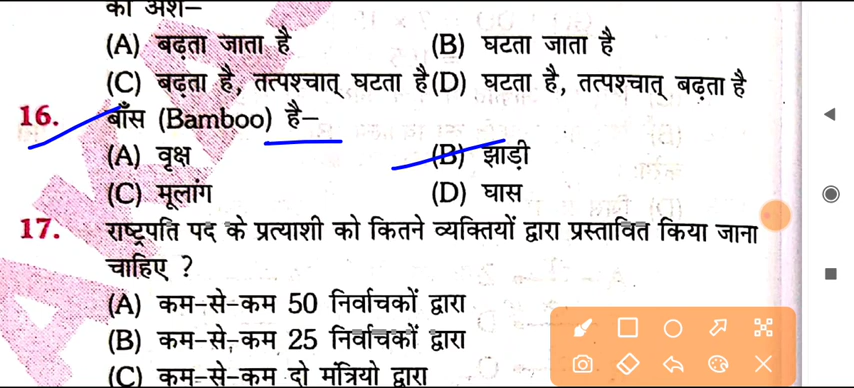 का अंश–
(A) बढ़ता जाता है (B) घटता जाता है
(C) बढ़ता है, तत्पश्चात् घटता है (D) घटता है, तत्पश्चात् बढ़ता है
16. बाँस (Bamboo) है–
(A) वृक्ष (B) झाड़ी
(C) मूलांग (D) घास
17. राष्ट्रपति पद के प्रत्याशी को कितने व्यक्तियों द्वारा प्रस्तावित किया जाना
चाहिए ?
(A) कम-से-कम 50 निर्वाचकों द्वारा
(B) कम-से-कम 25 निर्वाचकों द्वारा
(C) कम-से-कम दो मंत्रियो द्वारा